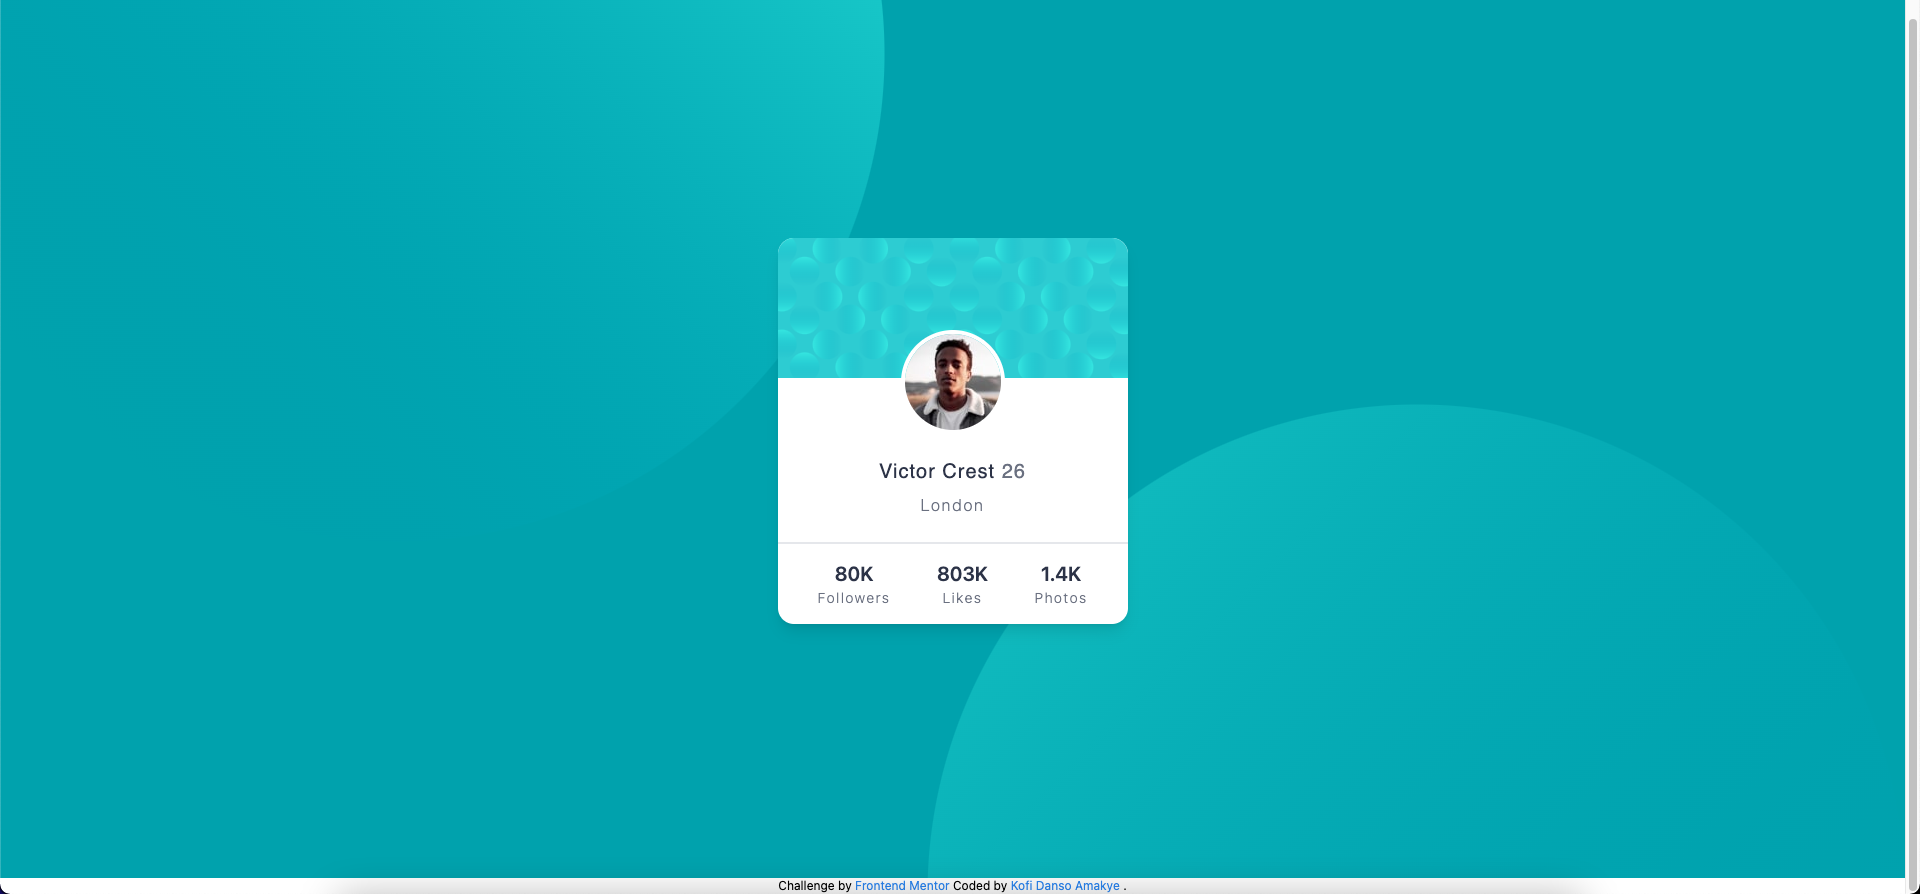 Victor Crest 26
London
80K 803K 1.4K
Followers Likes Photos
Challenge by Frontend Mentor Coded by Kofi Danso Amakye .